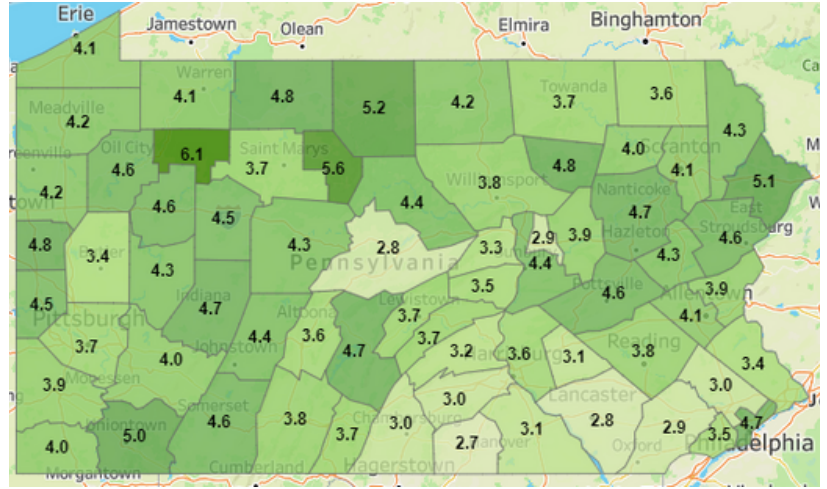 Erie
Jamestown
Olean
Elmira
Binghamton
4.1
Warren
4.1
4.8
5.2
4.2
Towanda
3.7
3.6
Meadville
4.2
4.3
Oil City
6.1
Saint Marys
3.7
5.6
4.6
4.8
4.0
Scranton
4.1
5.1
4.2
4.6
4.5
4.4
Williamsport
3.8
Nanticoke
4.7
East
Stroudsburg
4.6
4.8
Butler
3.4
4.3
4.3
2.8
Pennsylvania
3.3
2.9
4.4
3.9
Hazleton
4.3
4.5
Indiana
4.7
3.5
Pottsville
4.6
3.9
Allentown
4.1
Pittsburgh
3.7
Altoona
3.6
Lewistown
3.7
4.0
Johnstown
4.4
4.7
3.7
3.2
Harrisburg
3.6
3.1
Reading
3.8
3.4
3.9
Monessen
3.0
3.0
Lancaster
Uniontown
5.0
Somerset
4.6
3.8
3.7
Chambersburg
3.0
2.7
Hanover
3.1
2.8
Oxford
2.9
3.5
4.7
Philadelphia
4.0
Morgantown
Cumberland
Hagerstown